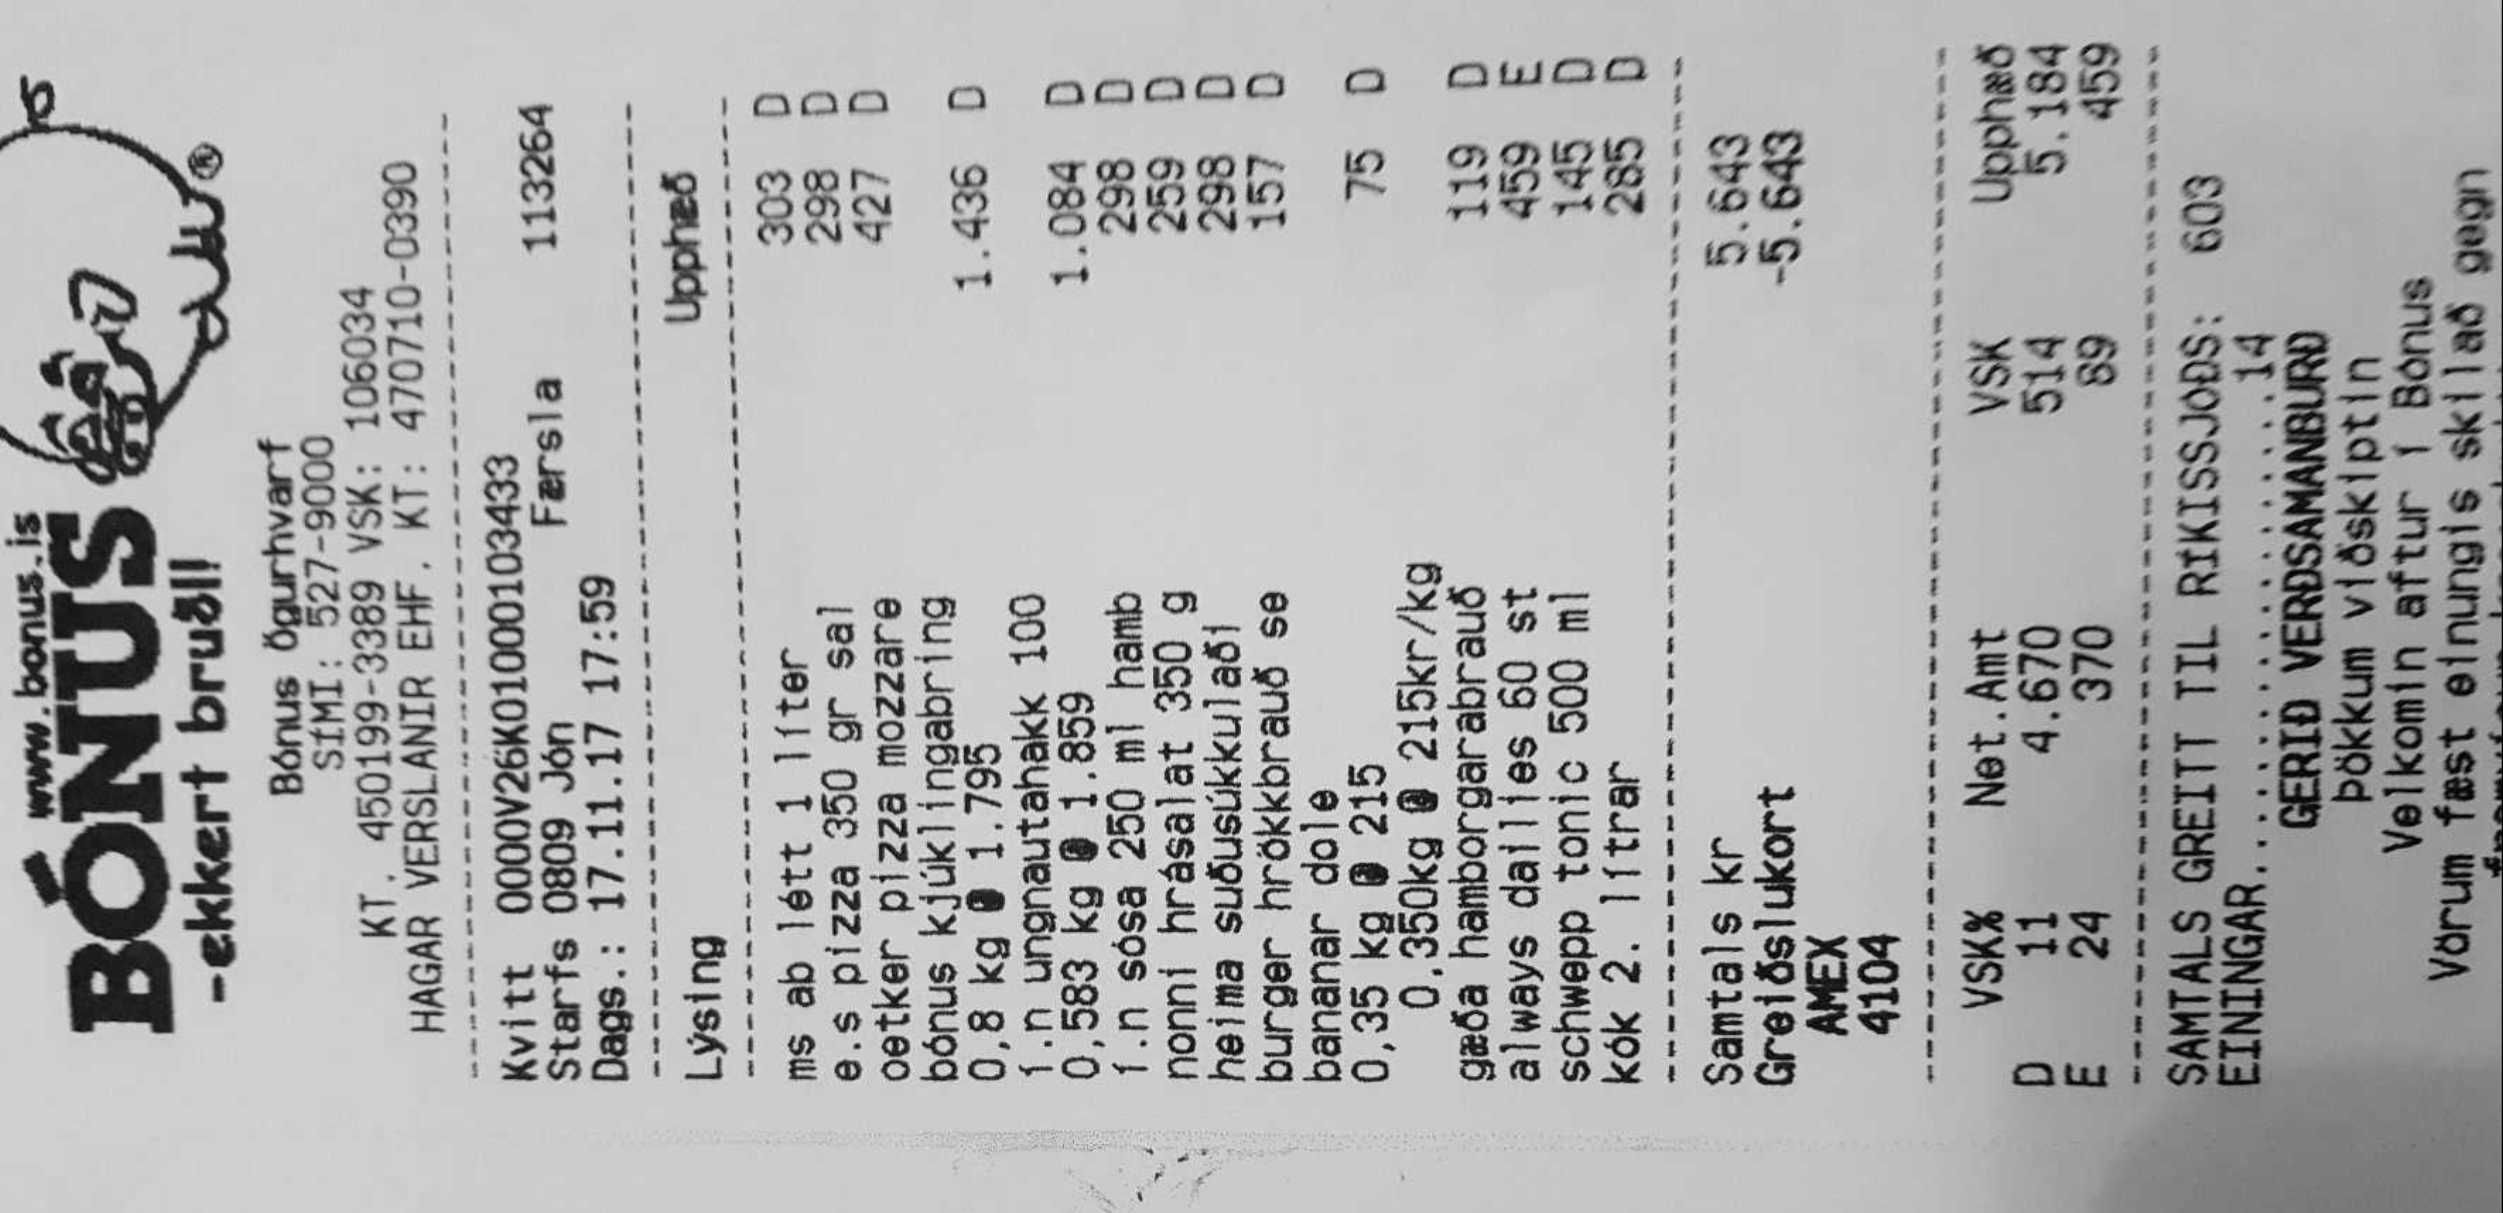 www.bonus.is
BÓNUS
-ekkert bruðl!
®
Bónus Ögurhvarf
SÍMI: 527-9000
KT. 450199-3389 VSK: 106034
HAGAR VERSLANIR EHF. KT: 470710-0390
Kvitt 0000V26K0100010 3433
Starfs 0809 Jón Færsla 113264
Dags.: 17.11.17 17:59
Lýsing Upphæð
ms ab létt 1 líter 303 D
e.s pizza 350 gr sal 298 D
oetker pizza mozzare 427 D
bónus kjúklingabring
0,8 kg @ 1.795 1.436 D
í.n ungnautahakk 100
0,583 kg @ 1.859 1.084 D
í.n sósa 250 ml hamb 298 D
nonni hrásalat 350 g 259 D
heima suðusúkkulaði 298 D
burger hrökkbrauð se 157 D
bananar dole
0,35 kg @ 215 75 D
0,350kg @ 215kr/kg
gæða hamborgarabrauð 119 D
always dailies 60 st 459 E
schwepp tonic 500 ml 145 D
kók 2. lítrar 285 D
Samtals kr 5.643
Greiðslukort -5.643
AMEX
4104
VSK% Net.Amt VSK Upphæð
D 11 4.670 514 5.184
E 24 370 89 459
SAMTALS GREITT TIL RÍKISSJOÐS: 603
EININGAR........................14
GERIÐ VERÐSAMANBURÐ
Þökkum viðskiptin
Velkomin aftur í Bónus
Vörum fæst einungis skilað gegn